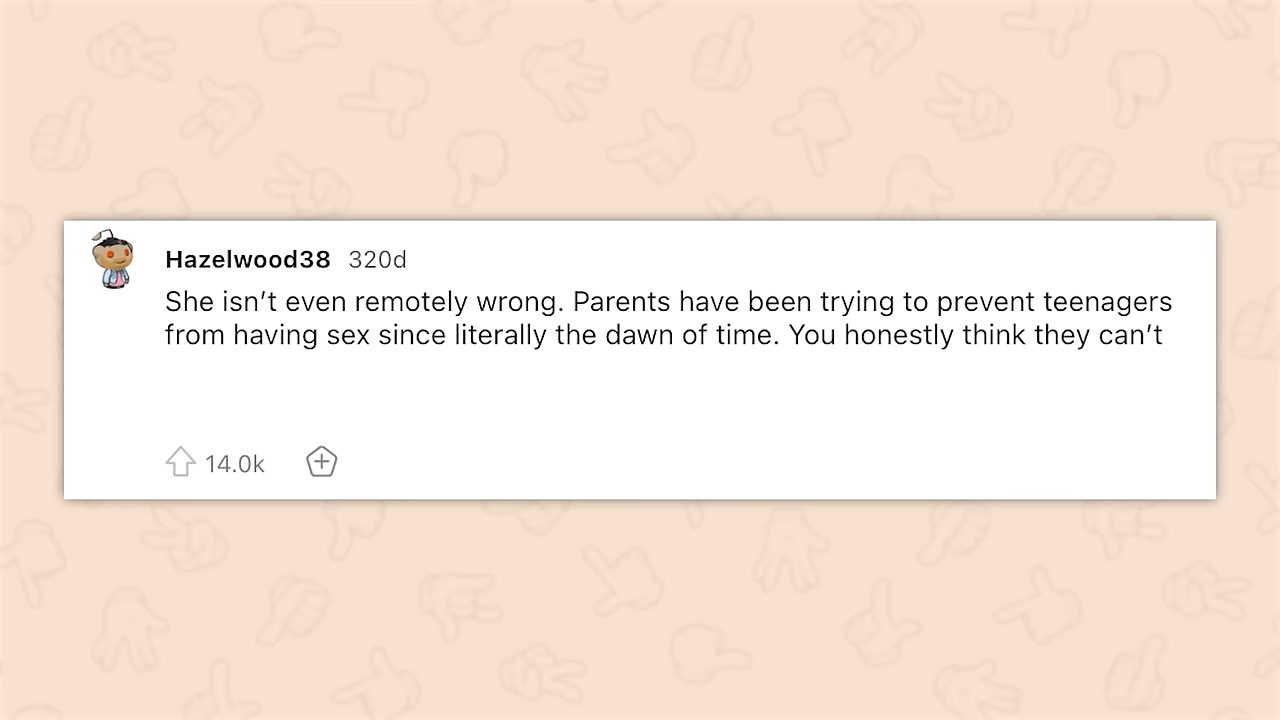 Hazelwood38 320d
She isn’t even remotely wrong. Parents have been trying to prevent teenagers
from having sex since literally the dawn of time. You honestly think they can’t
14.0k